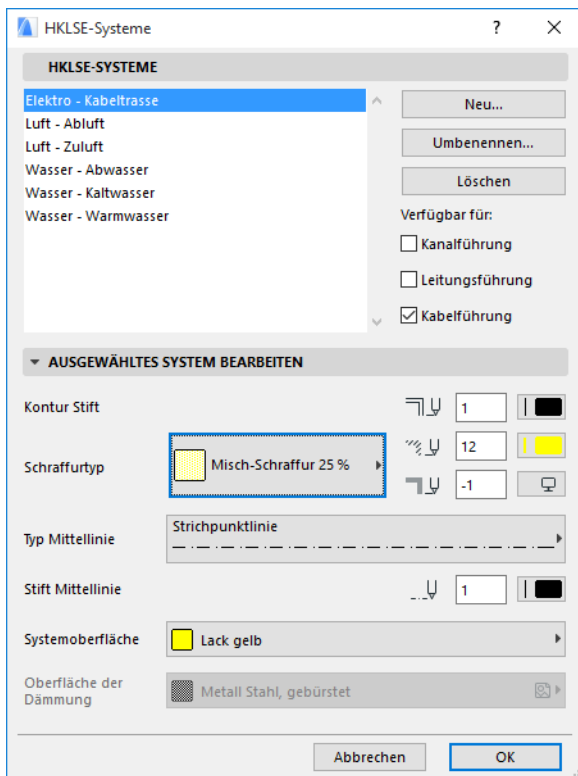 HKLSE-Systeme
?
HKLSE-SYSTEME
Elektro - Kabeltrasse
Luft - Abluft
Luft - Zuluft
Wasser - Abwasser
Wasser - Kaltwasser
Wasser - Warmwasser
Neu...
Umbenennen...
Löschen
Verfügbar für:
Kanalführung
Leitungsführung
Kabelführung
AUSGEWÄHLTES SYSTEM BEARBEITEN
Kontur Stift
1
Schraffurtyp
Misch-Schraffur 25 %
12
-1
Typ Mittellinie
Strichpunktlinie
Stift Mittellinie
1
Systemoberfläche
Lack gelb
Oberfläche der
Dämmung
Metall Stahl, gebürstet
Abbrechen
OK